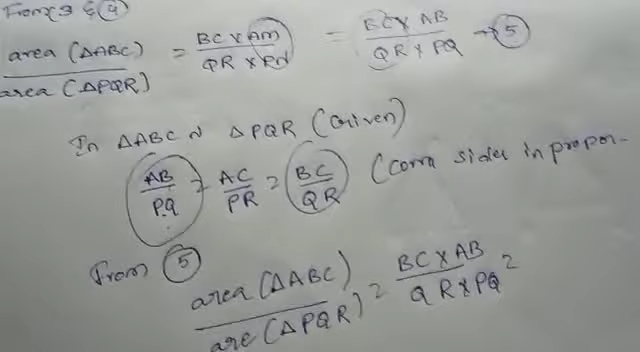 From (3) & (4)
area (ΔABC) / area (ΔPQR) = BC × AM / QR × PN = BC × AB / QR × PQ → (5)
In ΔABC ~ ΔPQR (Given)
AB / PQ = AC / PR = BC / QR (corr sides in propor-
From (5)
area (ΔABC) / are (ΔPQR) = BC × AB / QR × PQ =